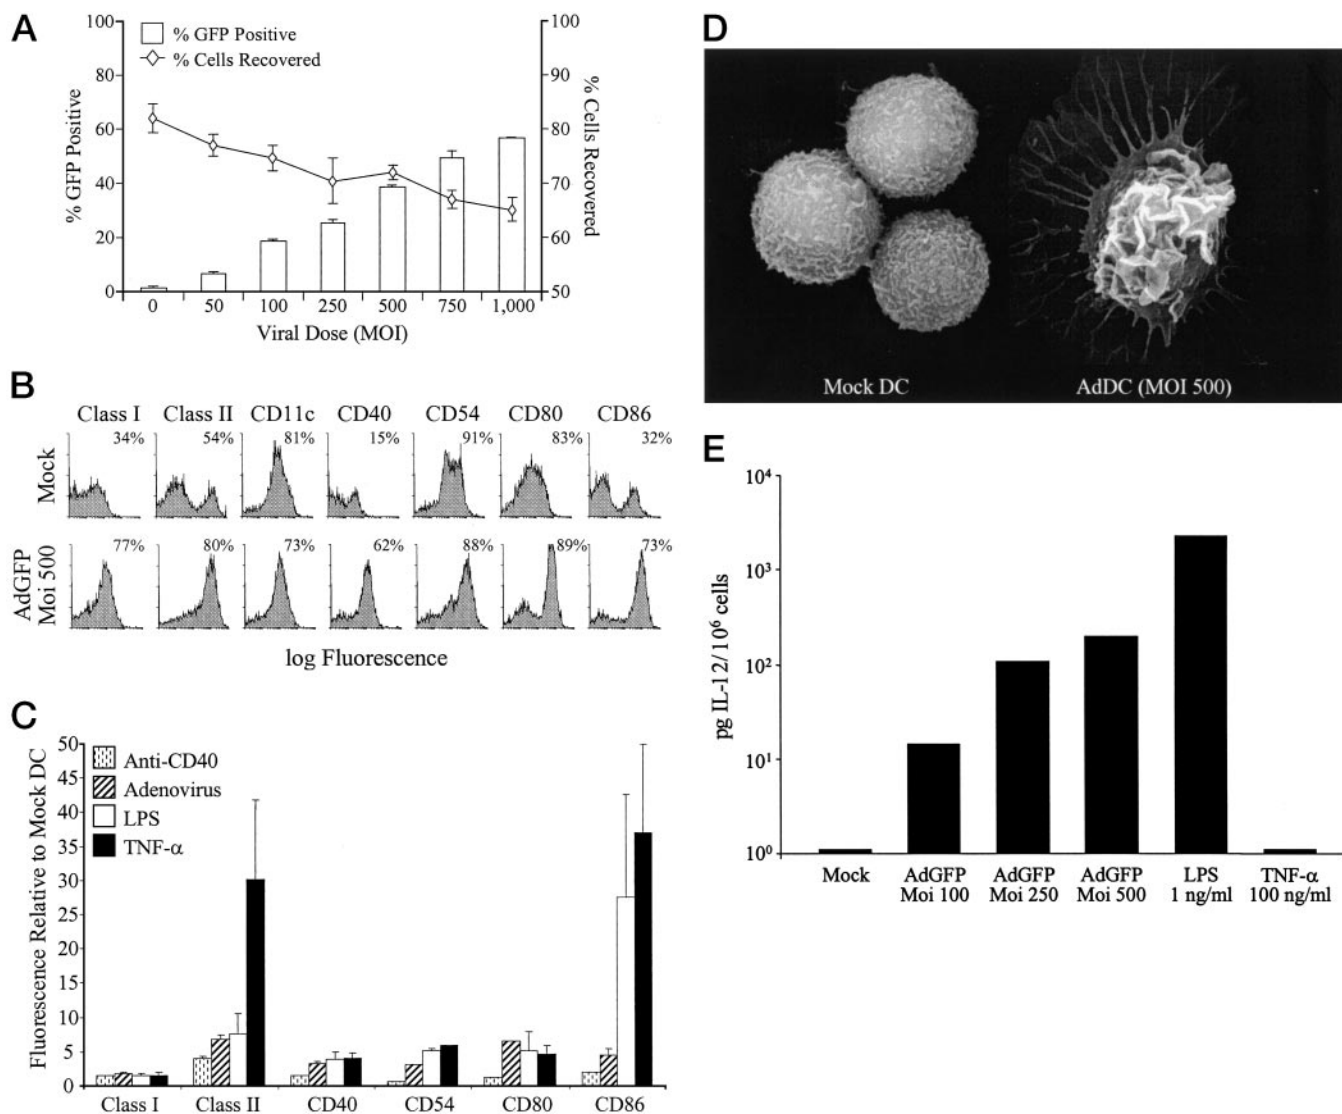 A
100
80
60
40
20
0
% GFP Positive
% GFP Positive
% Cells Recovered
100
90
80
70
60
50
% Cells Recovered
0 50 100 250 500 750 1,000
Viral Dose (MOI)
B
Class I Class II CD11c CD40 CD54 CD80 CD86
Mock
34% 54% 81% 15% 91% 83% 32%
AdGFP
Moi 500
77% 80% 73% 62% 88% 89% 73%
log Fluorescence
C
Fluorescence Relative to Mock DC
50
45
40
35
30
25
20
15
10
5
0
Anti-CD40
Adenovirus
LPS
TNF-α
Class I Class II CD40 CD54 CD80 CD86
D
Mock DC AdDC (MOI 500)
E
pg IL-12/10⁶ cells
10⁴
10³
10²
10¹
10⁰
Mock AdGFP AdGFP AdGFP LPS TNF-α
Moi 100 Moi 250 Moi 500 1 ng/ml 100 ng/ml